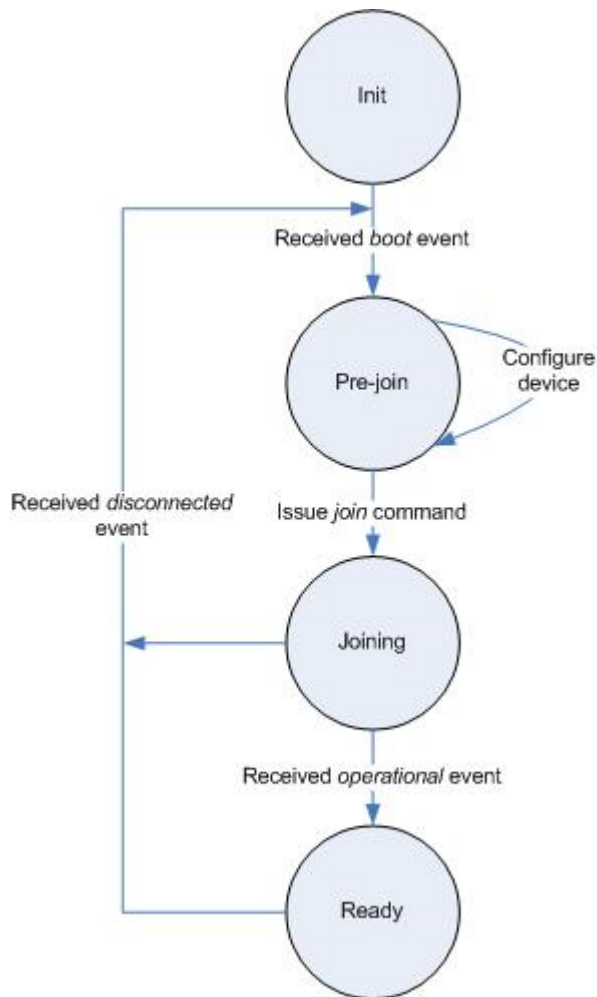 Init
Received boot event
Pre-join
Configure
device
Issue join command
Received disconnected
event
Joining
Received operational event
Ready